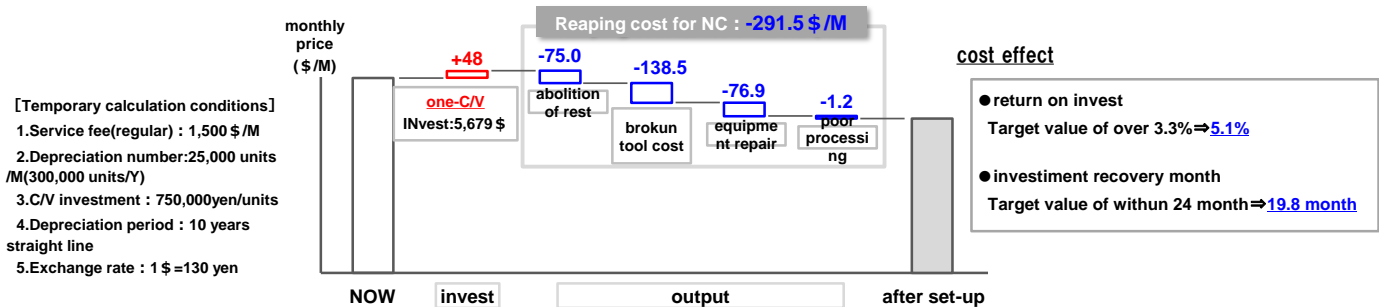 Reaping cost for NC：-291.5＄/M
monthly
price
(＄/M)
+48
-75.0
-138.5
-76.9
-1.2
one-C/V
INvest:5,679＄
abolition
of rest
brokun
tool cost
equipme
nt repair
poor
processi
ng
NOW
invest
output
after set-up
［Temporary calculation conditions］
1.Service fee(regular)：1,500＄/M
2.Depreciation number:25,000 units
/M(300,000 units/Y)
3.C/V investment：750,000yen/units
4.Depreciation period：10 years
straight line
5.Exchange rate：1＄=130 yen
cost effect
●return on invest
Target value of over 3.3%⇒5.1%
●investiment recovery month
Target value of withun 24 month⇒19.8 month